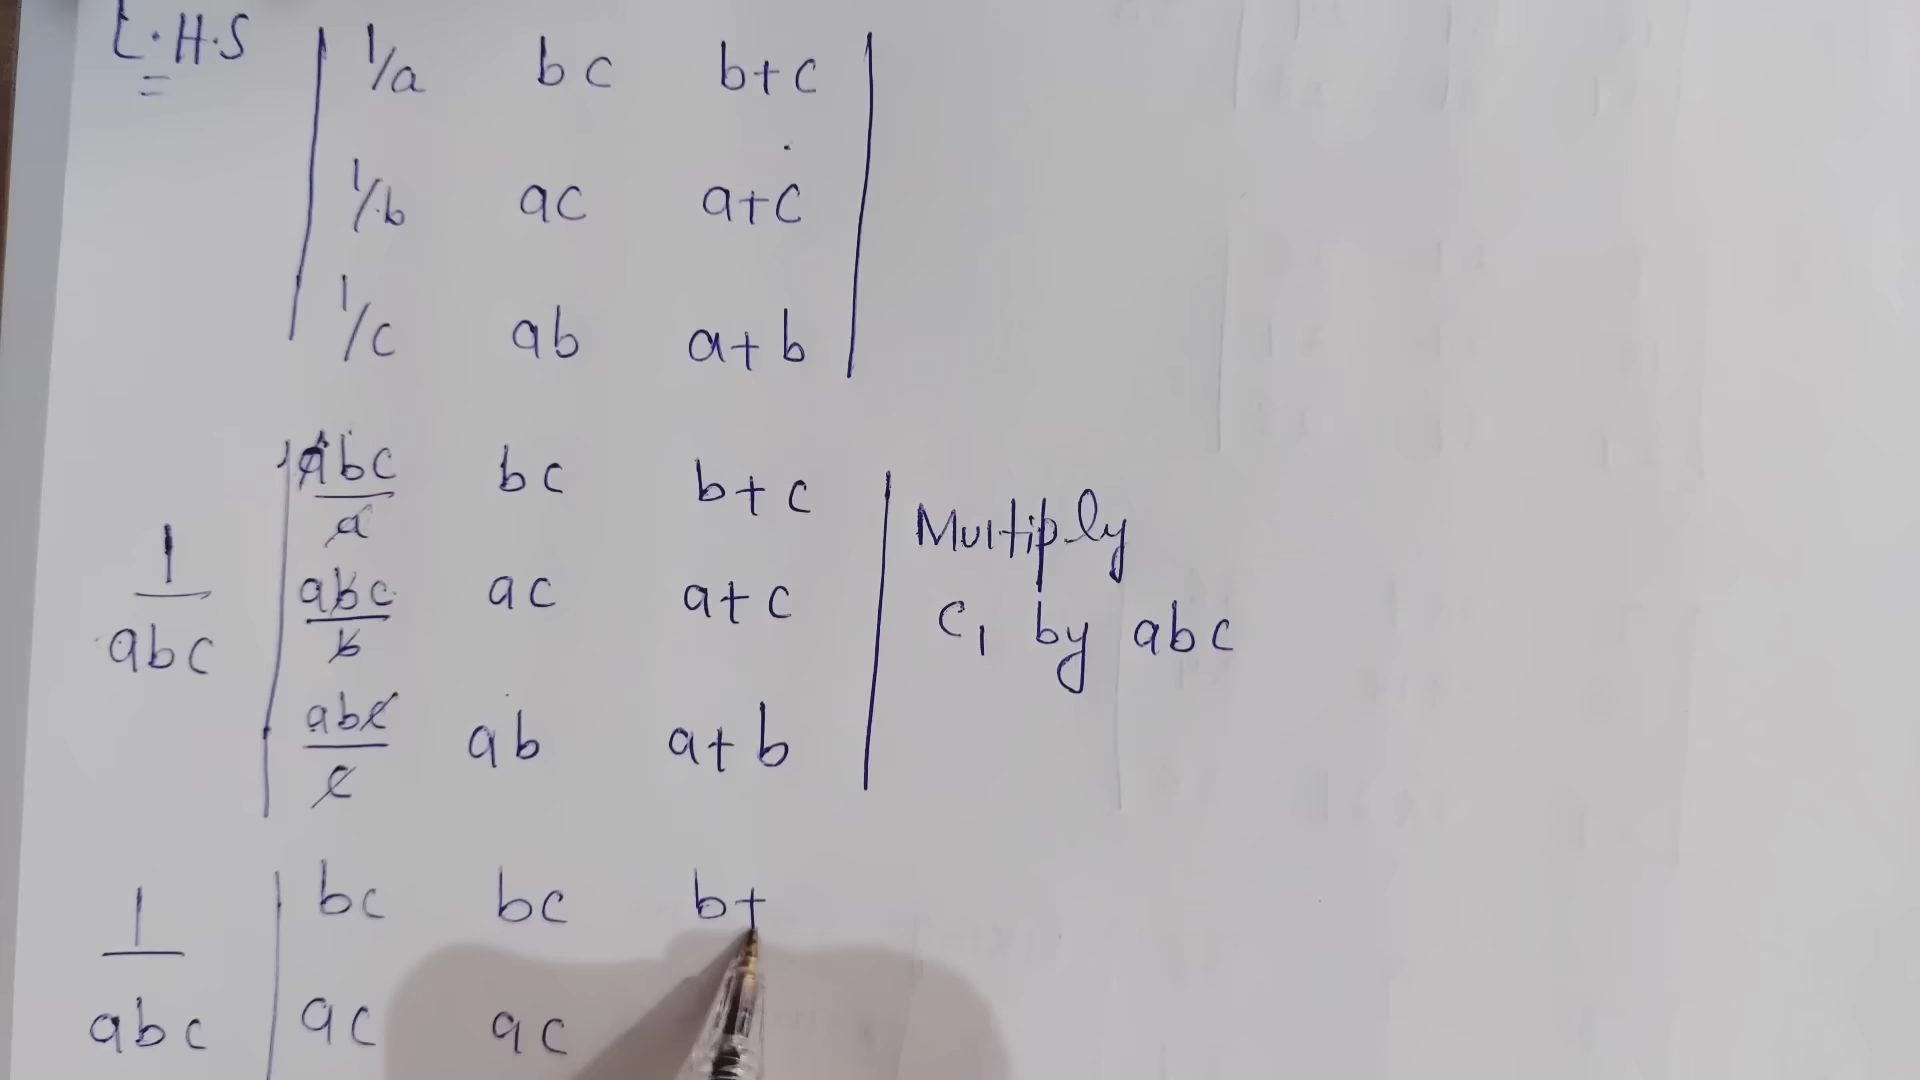 L.H.S
| 1/a bc b+c |
| 1/b ac a+c |
| 1/c ab a+b |
1/abc | abc/a bc b+c | Multiply
| abc/b ac a+c | C₁ by abc
| abc/c ab a+b |
1/abc | bc bc b+
| ac ac